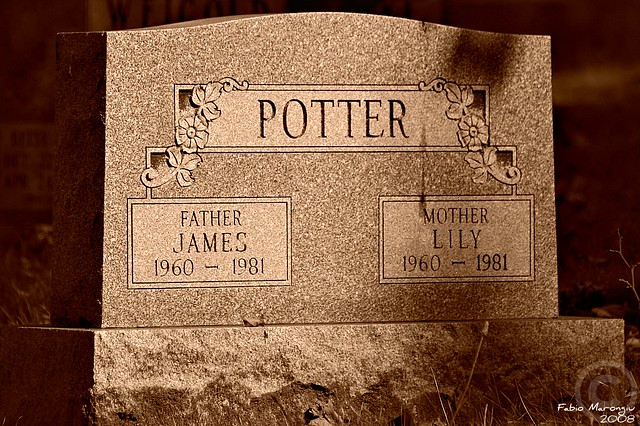 POTTER
FATHER
JAMES
1960 – 1981
MOTHER
LILY
1960 – 1981
©
Fabio Marongiu
2008